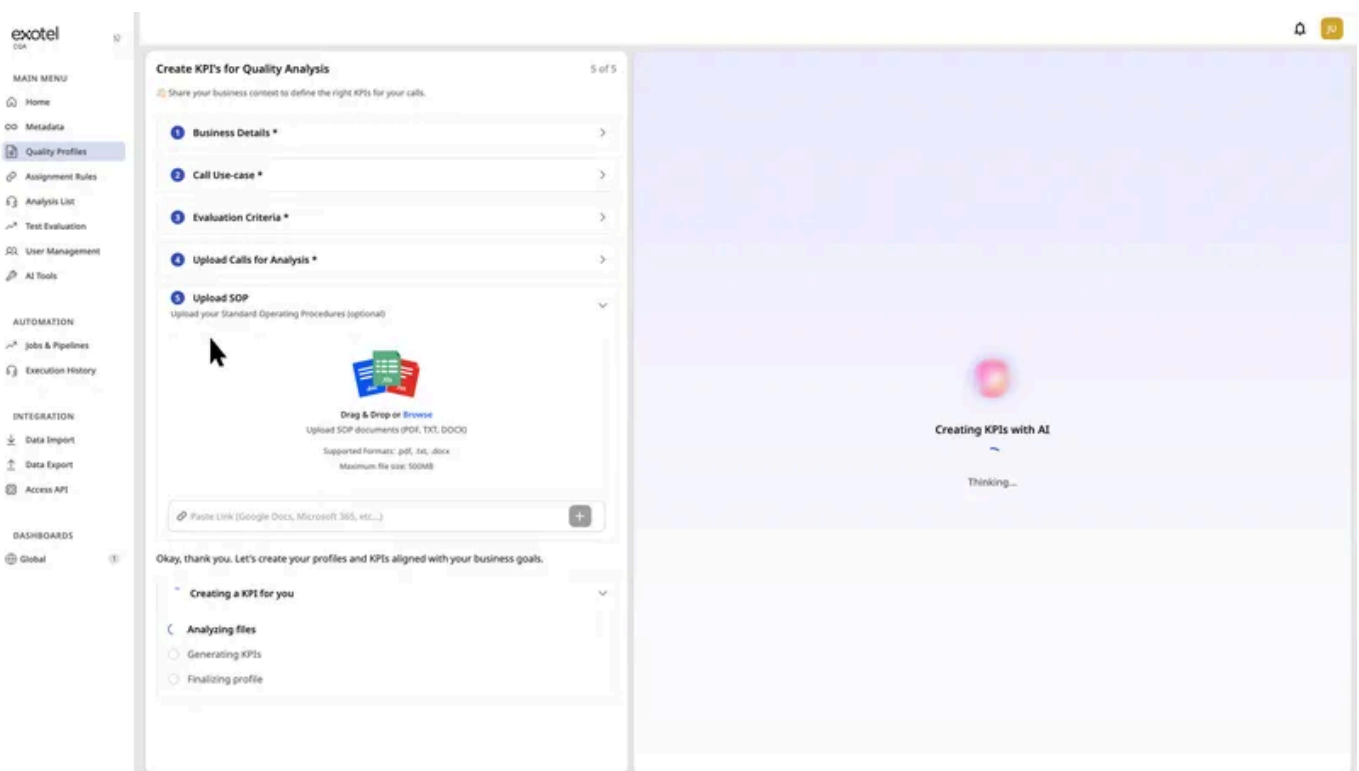 exotel
CQA
MAIN MENU
Home
Metadata
Quality Profiles
Assignment Rules
Analysis List
Test Evaluation
User Management
AI Tools
AUTOMATION
Jobs & Pipelines
Execution History
INTEGRATION
Data Import
Data Export
Access API
DASHBOARDS
Global
1
JU
Create KPI's for Quality Analysis
5 of 5
Share your business context to define the right KPIs for your calls.
1 Business Details *
2 Call Use-case *
3 Evaluation Criteria *
4 Upload Calls for Analysis *
5 Upload SOP
Upload your Standard Operating Procedures (optional)
Drag & Drop or Browse
Upload SOP documents (PDF, TXT, DOCX)
Supported Formats: .pdf, .txt, .docx
Maximum file size: 500MB
Paste Link (Google Docs, Microsoft 365, etc...)
Okay, thank you. Let's create your profiles and KPIs aligned with your business goals.
Creating a KPI for you
Analyzing files
Generating KPIs
Finalizing profile
Creating KPIs with AI
Thinking...